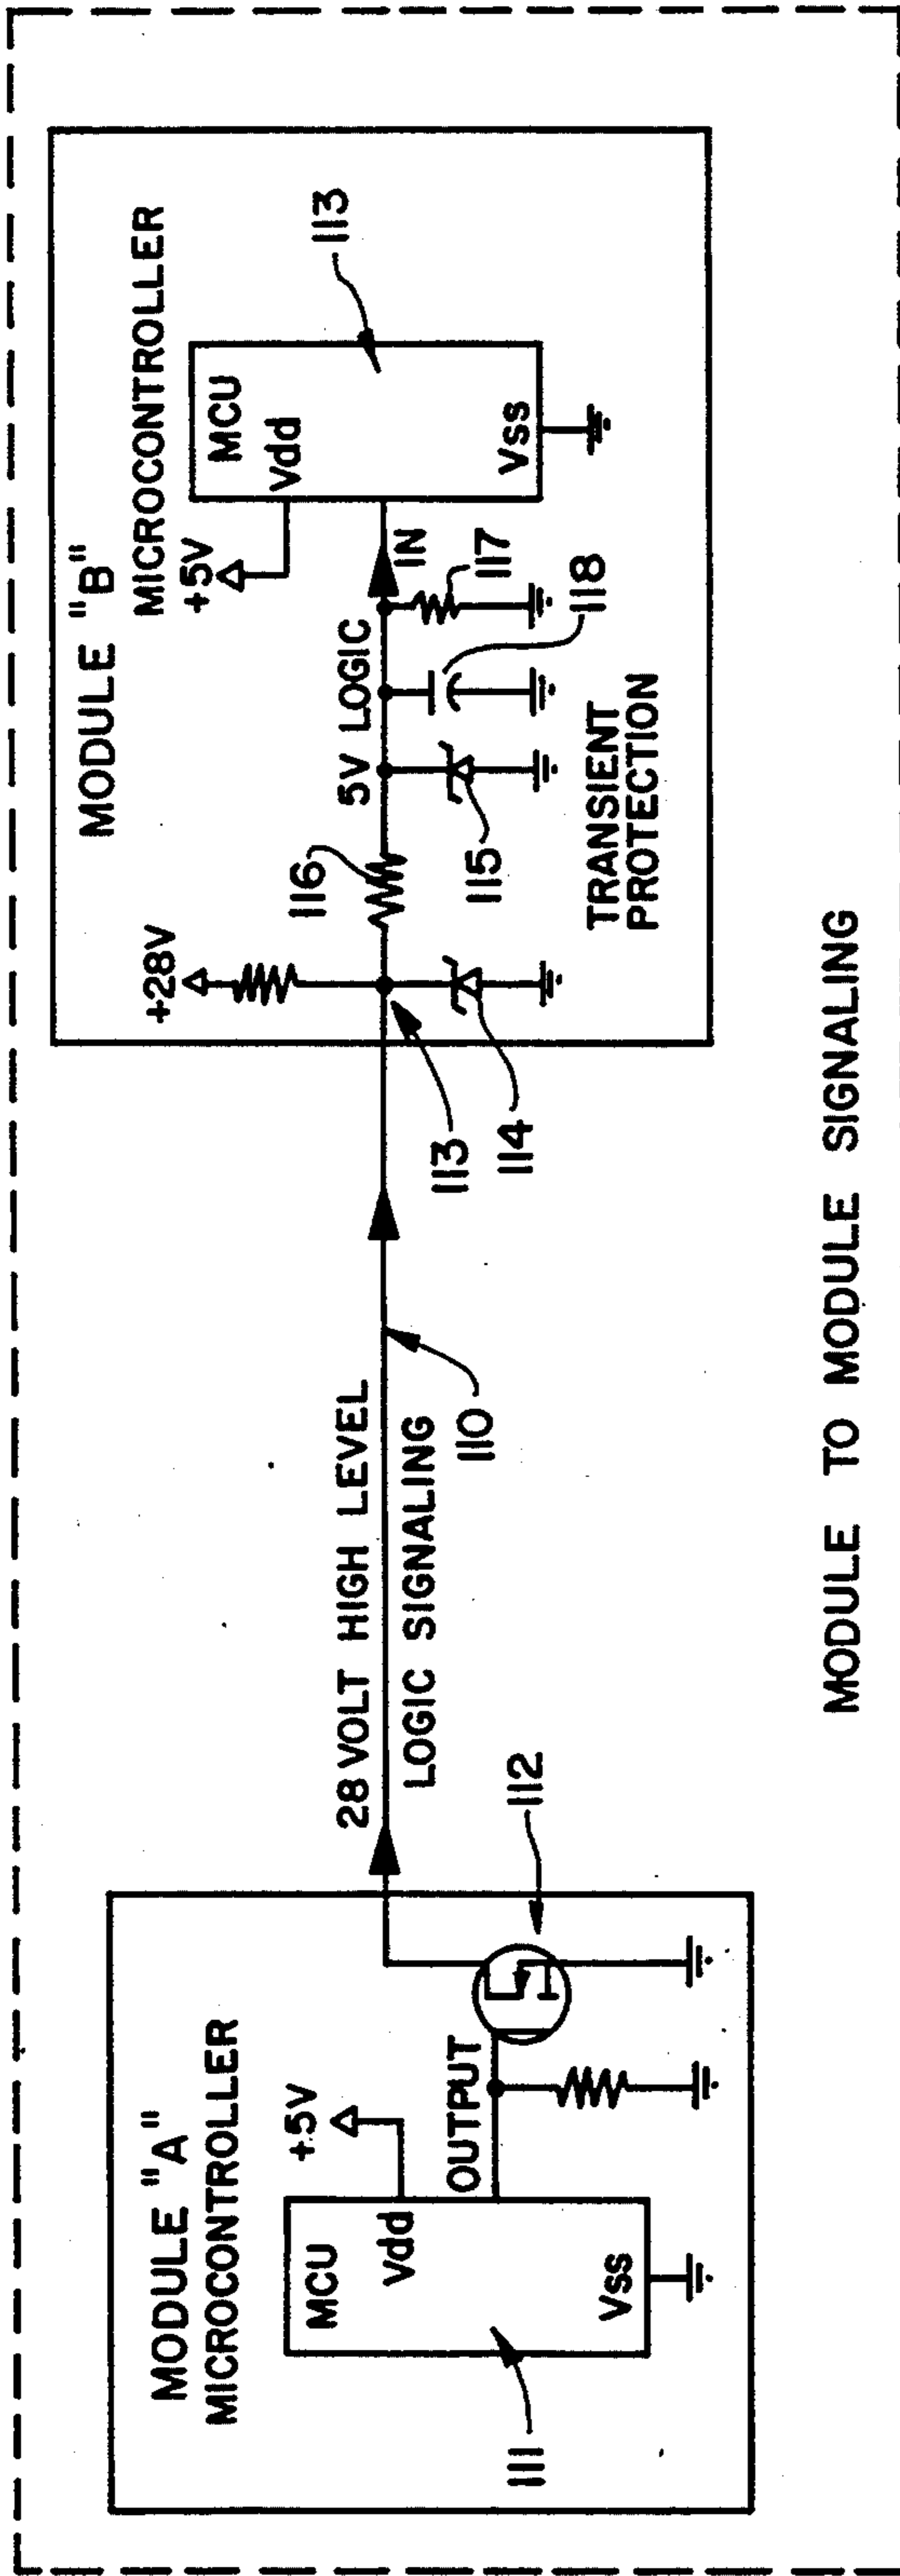 MODULE "A"
MICROCONTROLLER
+5V
MCU
Vdd
OUTPUT
Vss
111
112
28 VOLT HIGH LEVEL
LOGIC SIGNALING
110
MODULE "B"
MICROCONTROLLER
+28V
113
114
116
5V LOGIC
115
118
117
IN
+5V
MCU
Vdd
Vss
113
TRANSIENT
PROTECTION
MODULE TO MODULE SIGNALING